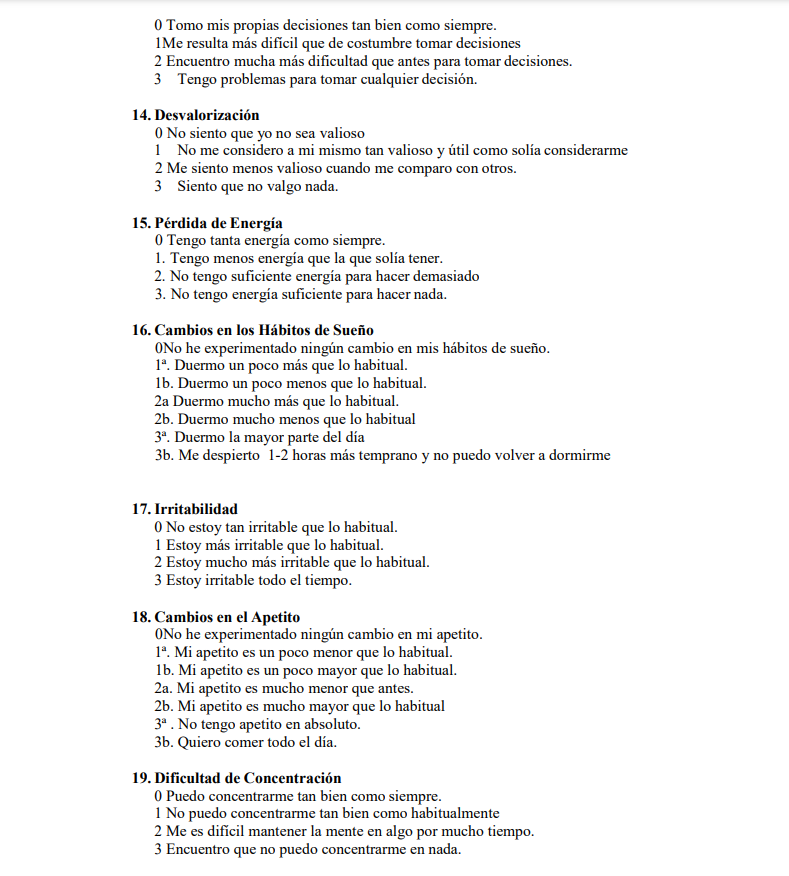 0 Tomo mis propias decisiones tan bien como siempre.
1Me resulta más difícil que de costumbre tomar decisiones
2 Encuentro mucha más dificultad que antes para tomar decisiones.
3 Tengo problemas para tomar cualquier decisión.
14. Desvalorización
0 No siento que yo no sea valioso
1 No me considero a mi mismo tan valioso y útil como solía considerarme
2 Me siento menos valioso cuando me comparo con otros.
3 Siento que no valgo nada.
15. Pérdida de Energía
0 Tengo tanta energía como siempre.
1. Tengo menos energía que la que solía tener.
2. No tengo suficiente energía para hacer demasiado
3. No tengo energía suficiente para hacer nada.
16. Cambios en los Hábitos de Sueño
0No he experimentado ningún cambio en mis hábitos de sueño.
1ª. Duermo un poco más que lo habitual.
1b. Duermo un poco menos que lo habitual.
2a Duermo mucho más que lo habitual.
2b. Duermo mucho menos que lo habitual
3ª. Duermo la mayor parte del día
3b. Me despierto 1-2 horas más temprano y no puedo volver a dormirme
17. Irritabilidad
0 No estoy tan irritable que lo habitual.
1 Estoy más irritable que lo habitual.
2 Estoy mucho más irritable que lo habitual.
3 Estoy irritable todo el tiempo.
18. Cambios en el Apetito
0No he experimentado ningún cambio en mi apetito.
1ª. Mi apetito es un poco menor que lo habitual.
1b. Mi apetito es un poco mayor que lo habitual.
2a. Mi apetito es mucho menor que antes.
2b. Mi apetito es mucho mayor que lo habitual
3ª . No tengo apetito en absoluto.
3b. Quiero comer todo el día.
19. Dificultad de Concentración
0 Puedo concentrarme tan bien como siempre.
1 No puedo concentrarme tan bien como habitualmente
2 Me es difícil mantener la mente en algo por mucho tiempo.
3 Encuentro que no puedo concentrarme en nada.